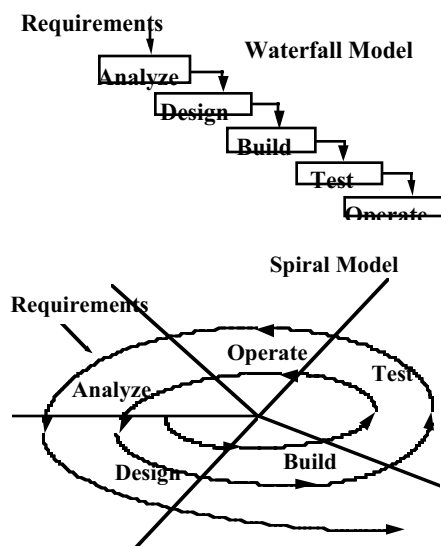 Requirements
Waterfall Model
Analyze
Design
Build
Test
Operate
Spiral Model
Requirements
Operate
Test
Analyze
Build
Design